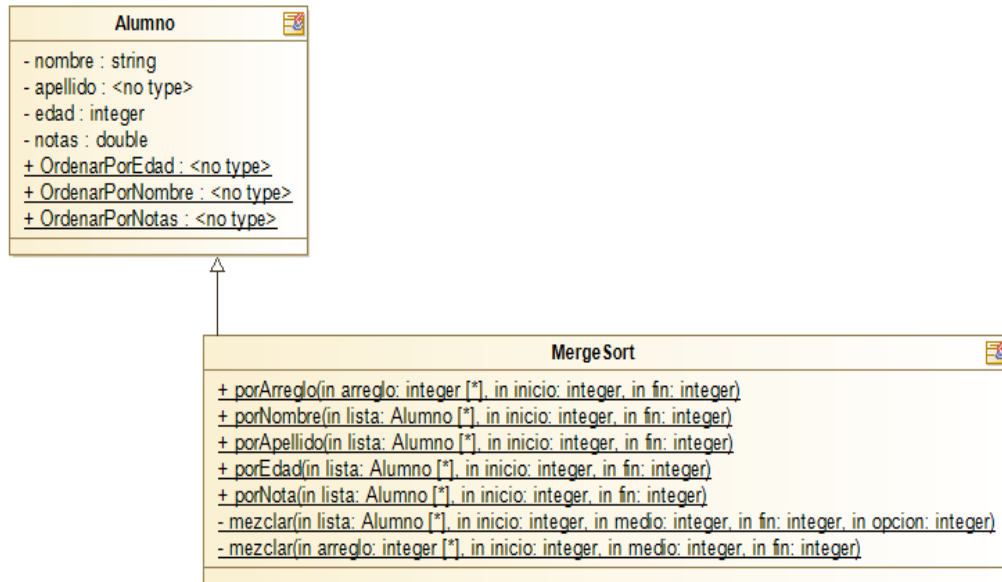 Alumno
- nombre : string
- apellido : <no type>
- edad : integer
- notas : double
+ OrdenarPorEdad : <no type>
+ OrdenarPorNombre : <no type>
+ OrdenarPorNotas : <no type>
MergeSort
+ porArreglo(in arreglo: integer [*], in inicio: integer, in fin: integer)
+ porNombre(in lista: Alumno [*], in inicio: integer, in fin: integer)
+ porApellido(in lista: Alumno [*], in inicio: integer, in fin: integer)
+ porEdad(in lista: Alumno [*], in inicio: integer, in fin: integer)
+ porNota(in lista: Alumno [*], in inicio: integer, in fin: integer)
- mezclar(in lista: Alumno [*], in inicio: integer, in medio: integer, in fin: integer, in opcion: integer)
- mezclar(in arreglo: integer [*], in inicio: integer, in medio: integer, in fin: integer)